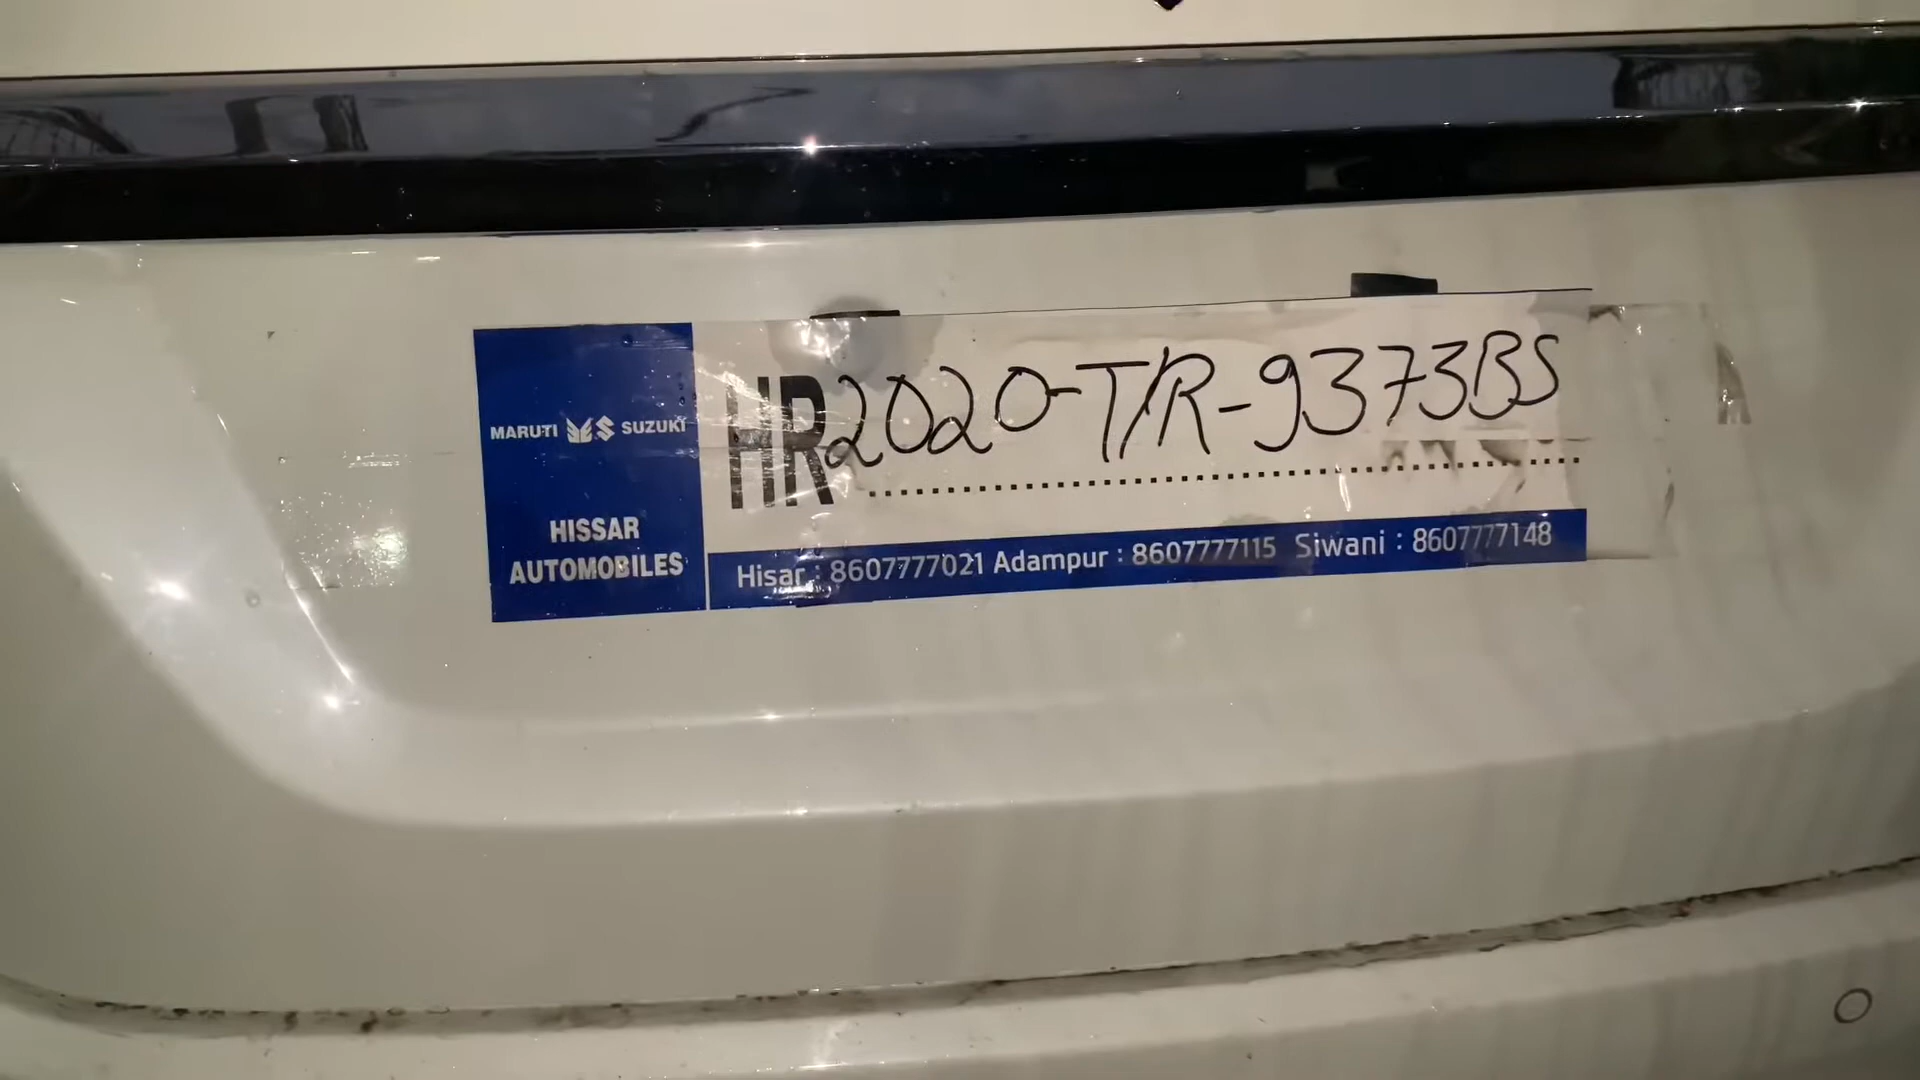 MARUTI SUZUKI
HISSAR
AUTOMOBILES
HR2020-T/R-9373BS
Hisar : 8607777021 Adampur : 8607777115 Siwani : 8607777148